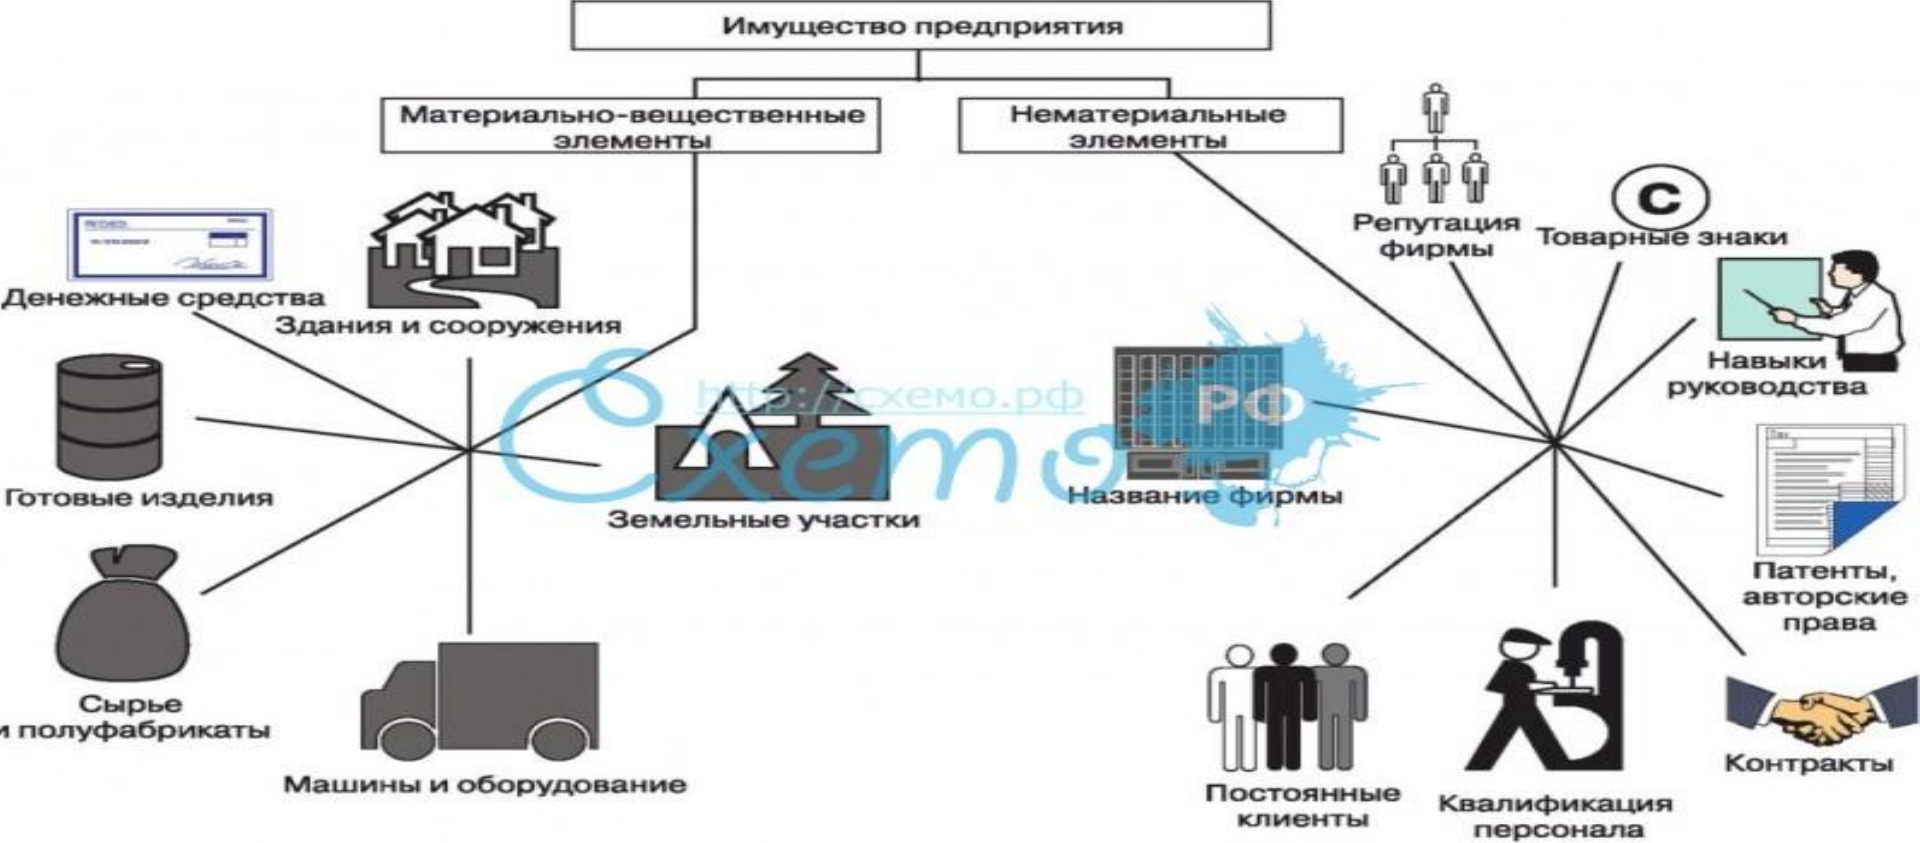 Имущество предприятия
Материально-вещественные
элементы
Нематериальные
элементы
Репутация
фирмы
Товарные знаки
Денежные средства
Здания и сооружения
Навыки
руководства
http://схемо.рф
РФ
Схемо
Готовые изделия
Земельные участки
Название фирмы
Патенты,
авторские
права
Сырье
и полуфабрикаты
Машины и оборудование
Контракты
Постоянные
клиенты
Квалификация
персонала
C